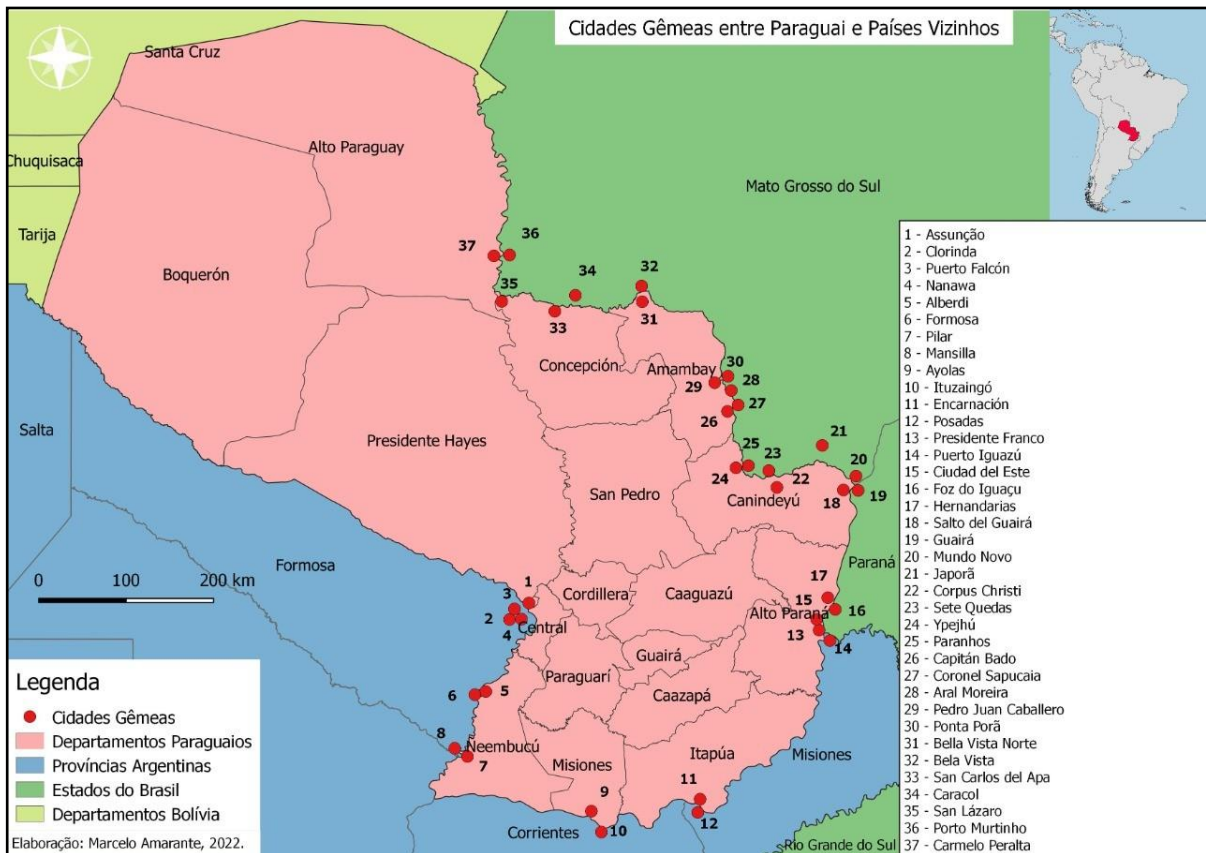 Cidades Gêmeas entre Paraguai e Países Vizinhos
Santa Cruz
Chuquisaca
Tarija
Alto Paraguay
Boquerón
Mato Grosso do Sul
37
36
35
34
33
32
31
Concepción
Amambay
30
29
28
27
26
Salta
Presidente Hayes
San Pedro
25
24
23
22
21
20
19
18
Canindeyú
Formosa
0 100 200 km
1
3
2
4
Central
Cordillera
Caaguazú
17
15
Alto Paraná
16
13
14
Paraná
Guairá
Paraguarí
Caazapá
6
5
8
Neembucú
7
Misiones
Itapúa
Misiones
9
10
11
12
Corrientes
Rio Grande do Sul
Legenda
Cidades Gêmeas
Departamentos Paraguaios
Províncias Argentinas
Estados do Brasil
Departamentos Bolívia
Elaboração: Marcelo Amarante, 2022.
1 - Assunção
2 - Clorinda
3 - Puerto Falcón
4 - Nanawa
5 - Alberdi
6 - Formosa
7 - Pilar
8 - Mansilla
9 - Ayolas
10 - Ituzaingó
11 - Encarnación
12 - Posadas
13 - Presidente Franco
14 - Puerto Iguazú
15 - Ciudad del Este
16 - Foz do Iguaçu
17 - Hernandarias
18 - Salto del Guairá
19 - Guairá
20 - Mundo Novo
21 - Japorã
22 - Corpus Christi
23 - Sete Quedas
24 - Ypejhú
25 - Paranhos
26 - Capitán Bado
27 - Coronel Sapucaia
28 - Aral Moreira
29 - Pedro Juan Caballero
30 - Ponta Porã
31 - Bella Vista Norte
32 - Bela Vista
33 - San Carlos del Apa
34 - Caracol
35 - San Lázaro
36 - Porto Murtinho
37 - Carmelo Peralta